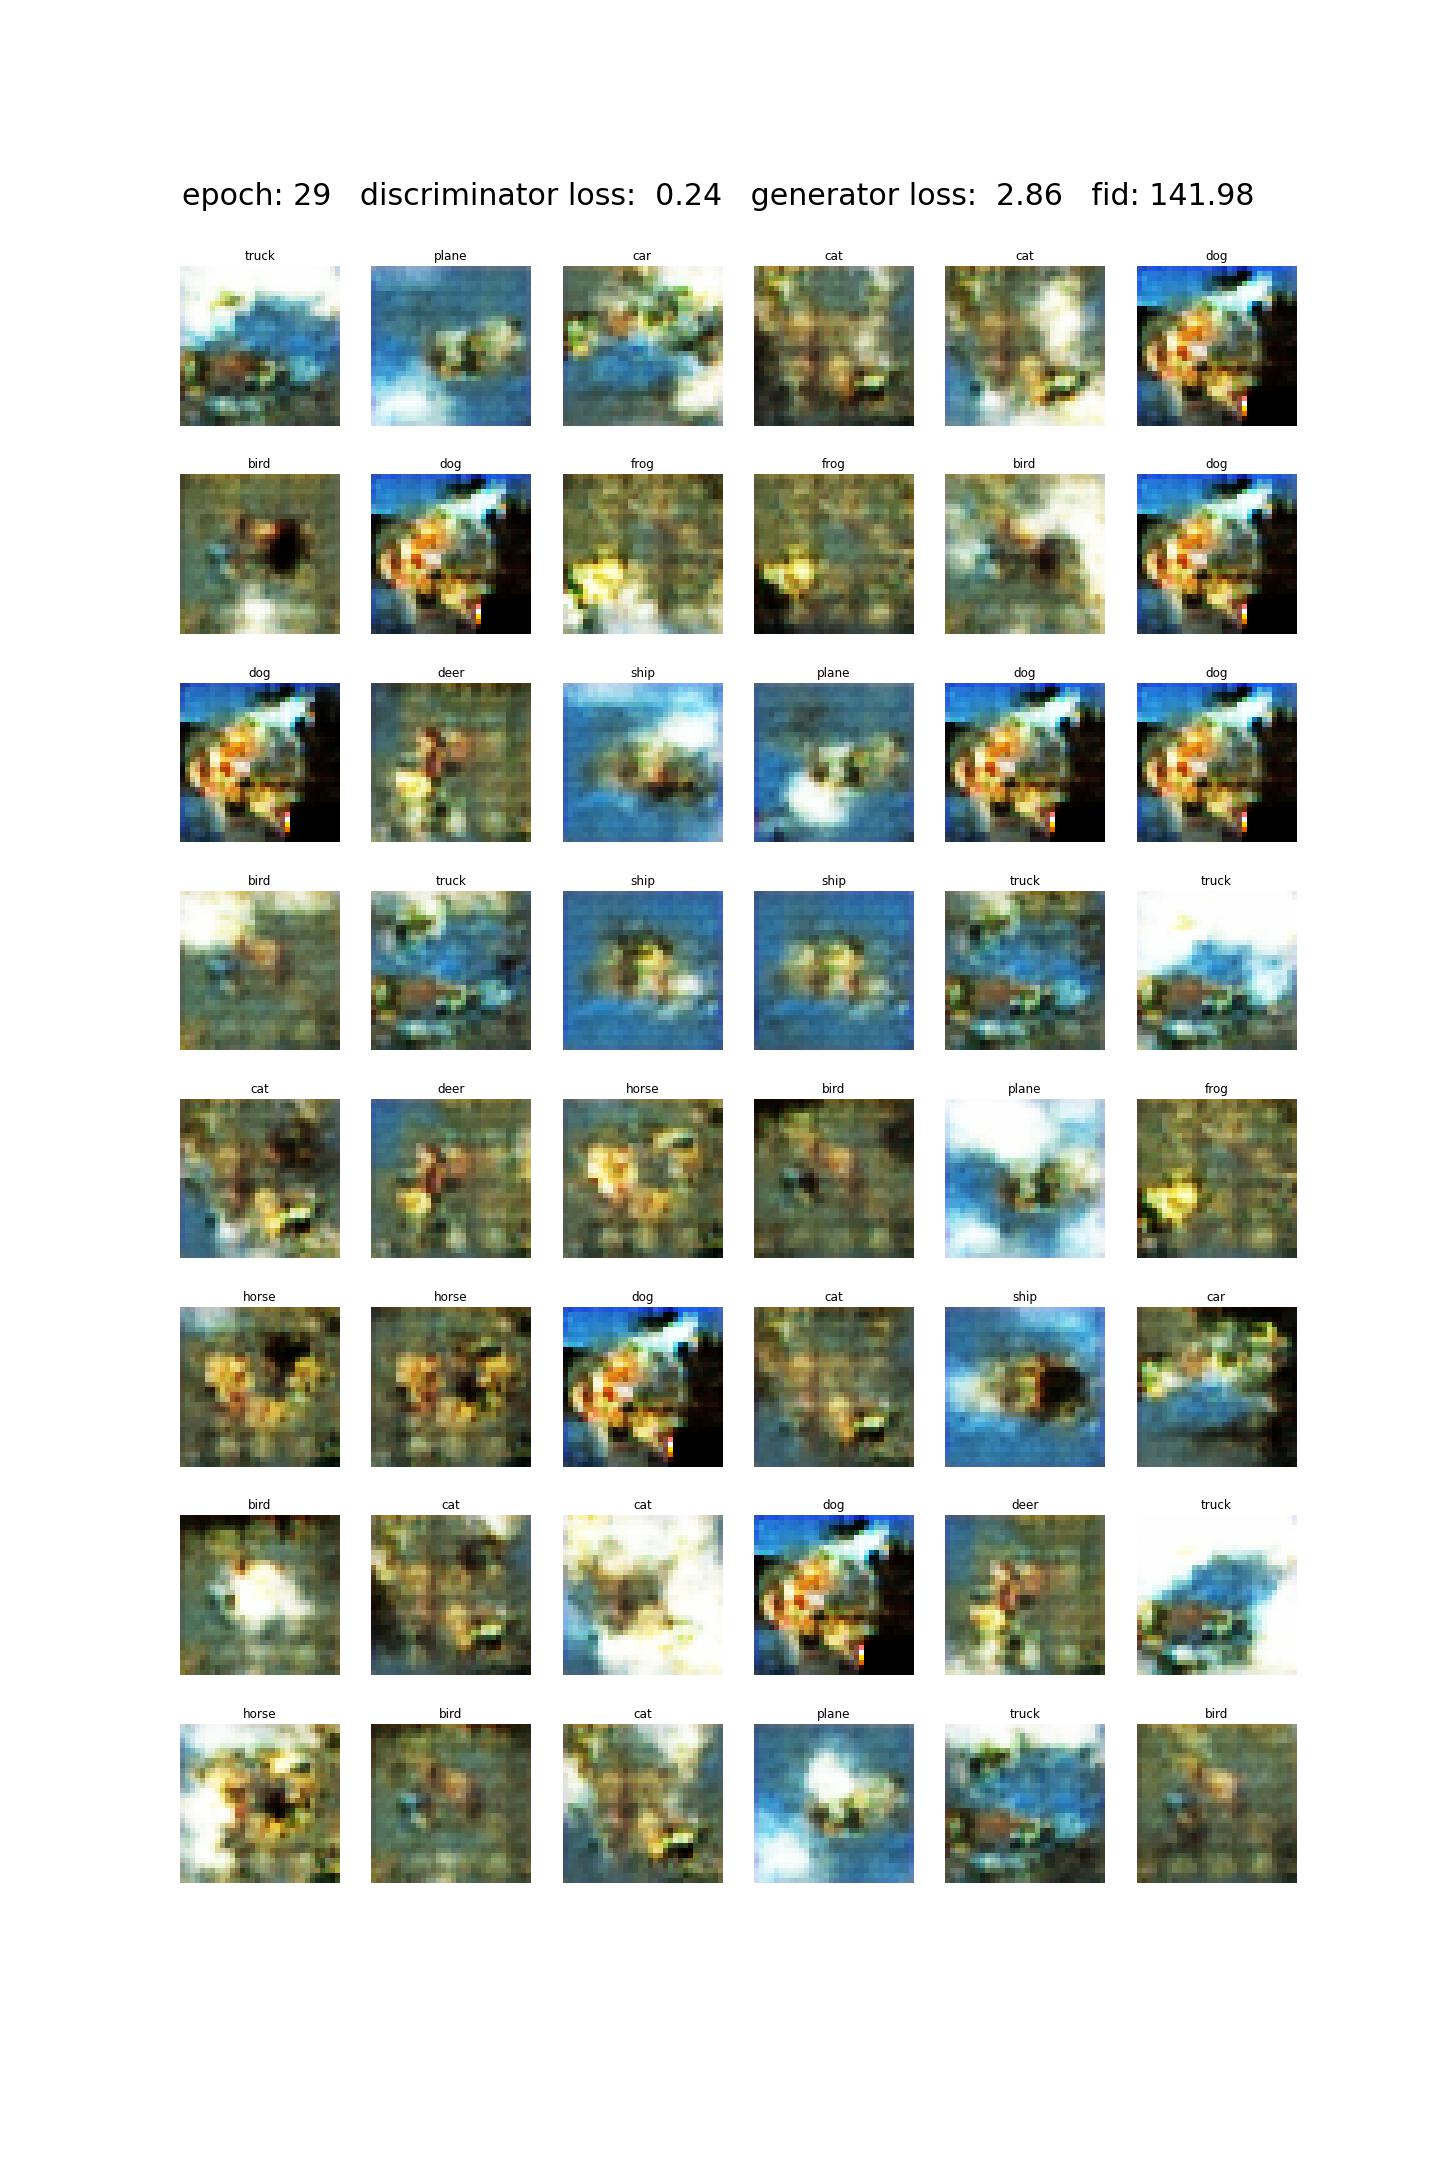 epoch: 29   discriminator loss:  0.24   generator loss:  2.86   fid: 141.98
truck plane car cat cat dog
bird dog frog frog bird dog
dog deer ship plane dog dog
bird truck ship ship truck truck
cat deer horse bird plane frog
horse horse dog cat ship car
bird cat cat dog deer truck
horse bird cat plane truck bird